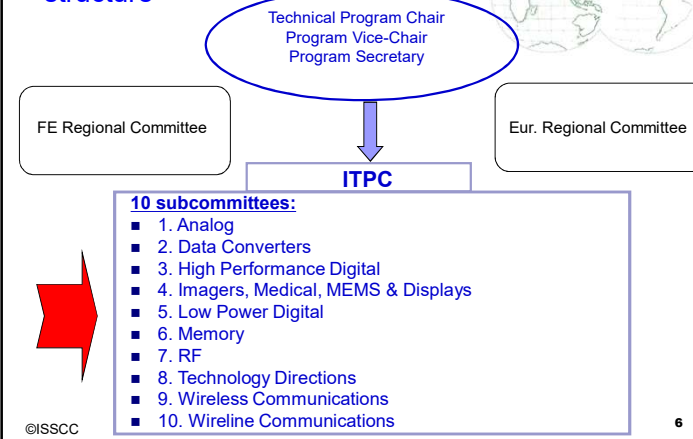 structure
Technical Program Chair
Program Vice-Chair
Program Secretary
FE Regional Committee
Eur. Regional Committee
ITPC
10 subcommittees:
1. Analog
2. Data Converters
3. High Performance Digital
4. Imagers, Medical, MEMS & Displays
5. Low Power Digital
6. Memory
7. RF
8. Technology Directions
9. Wireless Communications
10. Wireline Communications
©ISSCC
6